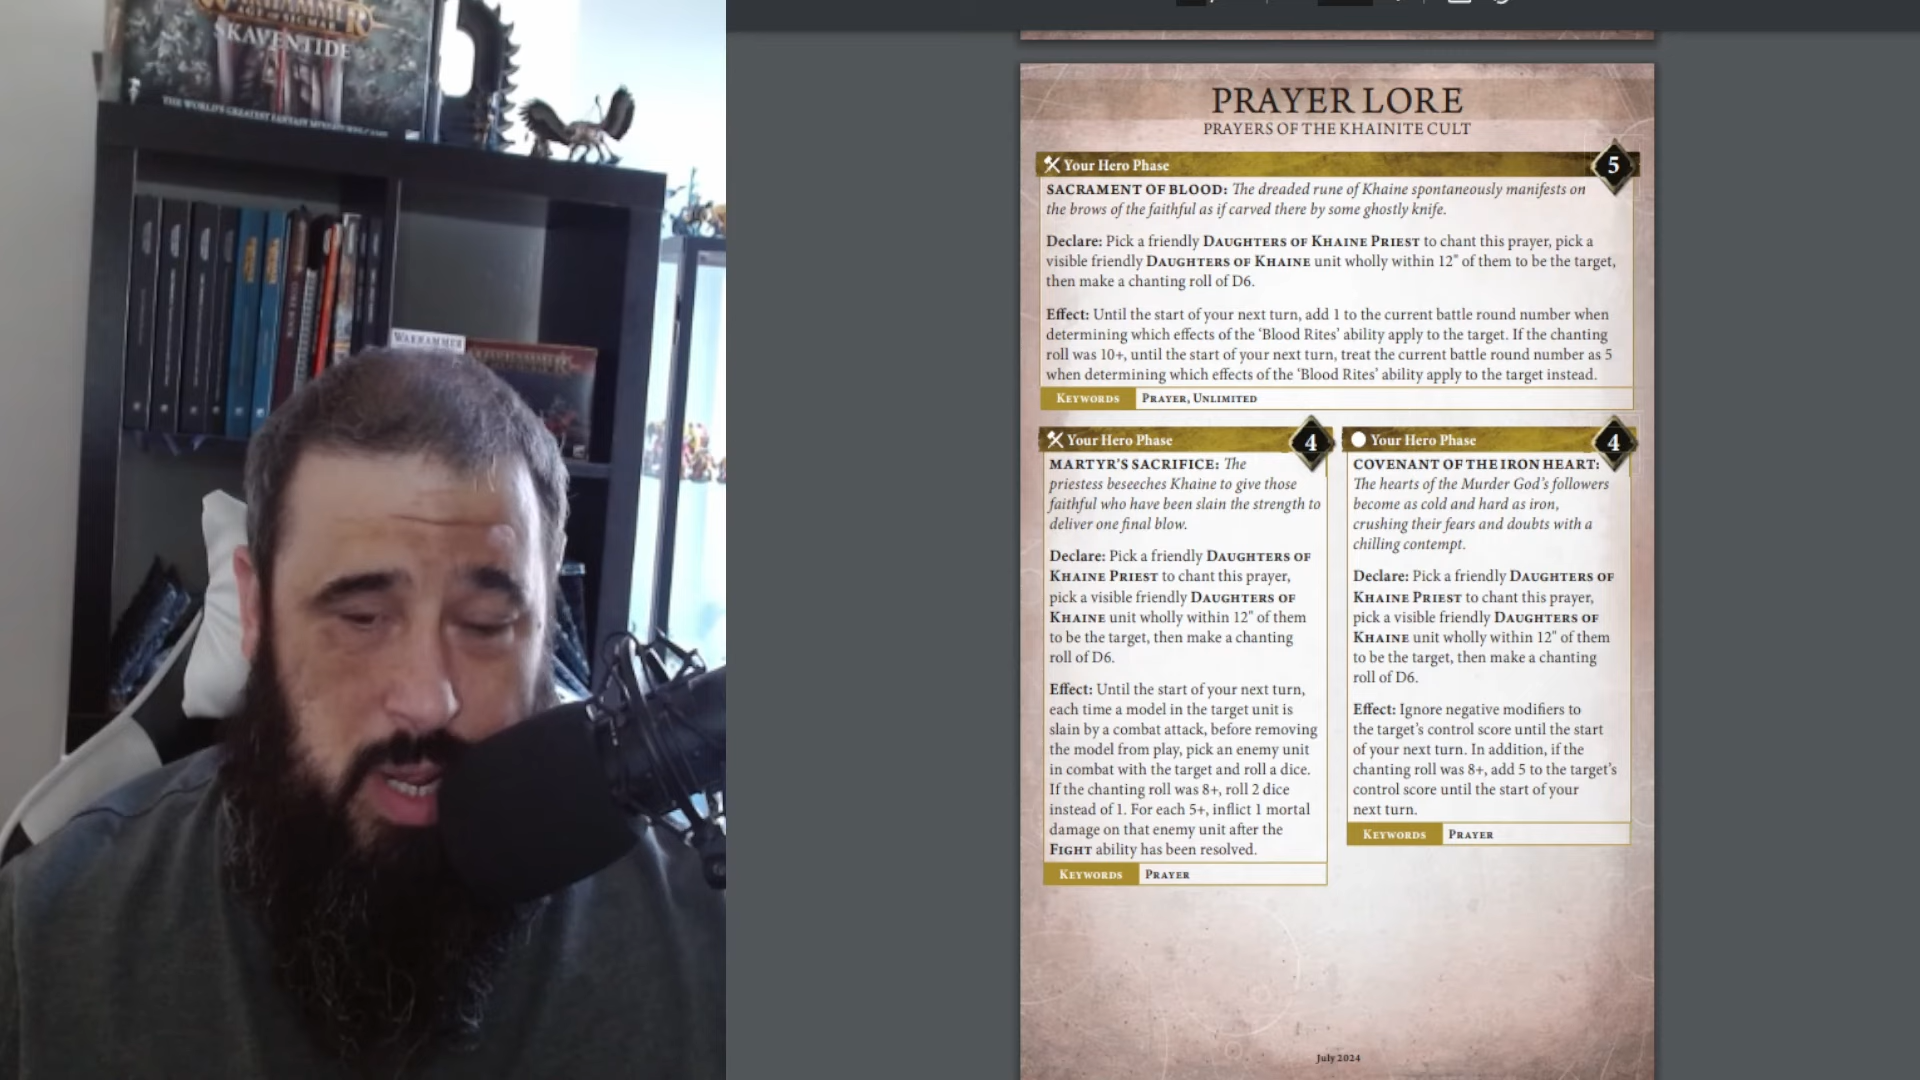 WARHAMMER
SKAVENTIDE
THE WORLD'S GREATEST FANTASY MINIATURES
WARHAMMER
PRAYER LORE
PRAYERS OF THE KHAINITE CULT
Your Hero Phase
5
SACRAMENT OF BLOOD: The dreaded rune of Khaine spontaneously manifests on
the brows of the faithful as if carved there by some ghostly knife.
Declare: Pick a friendly DAUGHTERS OF KHAINE PRIEST to chant this prayer, pick a
visible friendly DAUGHTERS OF KHAINE unit wholly within 12" of them to be the target,
then make a chanting roll of D6.
Effect: Until the start of your next turn, add 1 to the current battle round number when
determining which effects of the ‘Blood Rites’ ability apply to the target. If the chanting
roll was 10+, until the start of your next turn, treat the current battle round number as 5
when determining which effects of the ‘Blood Rites’ ability apply to the target instead.
KEYWORDS PRAYER, UNLIMITED
Your Hero Phase
4
MARTYR’S SACRIFICE: The
priestess beseeches Khaine to give those
faithful who have been slain the strength to
deliver one final blow.
Declare: Pick a friendly DAUGHTERS OF
KHAINE PRIEST to chant this prayer,
pick a visible friendly DAUGHTERS OF
KHAINE unit wholly within 12" of them
to be the target, then make a chanting
roll of D6.
Effect: Until the start of your next turn,
each time a model in the target unit is
slain by a combat attack, before removing
the model from play, pick an enemy unit
in combat with the target and roll a dice.
If the chanting roll was 8+, roll 2 dice
instead of 1. For each 5+, inflict 1 mortal
damage on that enemy unit after the
FIGHT ability has been resolved.
KEYWORDS PRAYER
Your Hero Phase
4
COVENANT OF THE IRON HEART:
The hearts of the Murder God’s followers
become as cold and hard as iron,
crushing their fears and doubts with a
chilling contempt.
Declare: Pick a friendly DAUGHTERS OF
KHAINE PRIEST to chant this prayer,
pick a visible friendly DAUGHTERS OF
KHAINE unit wholly within 12" of them
to be the target, then make a chanting
roll of D6.
Effect: Ignore negative modifiers to
the target’s control score until the start
of your next turn. In addition, if the
chanting roll was 8+, add 5 to the target’s
control score until the start of your
next turn.
KEYWORDS PRAYER
July 2024